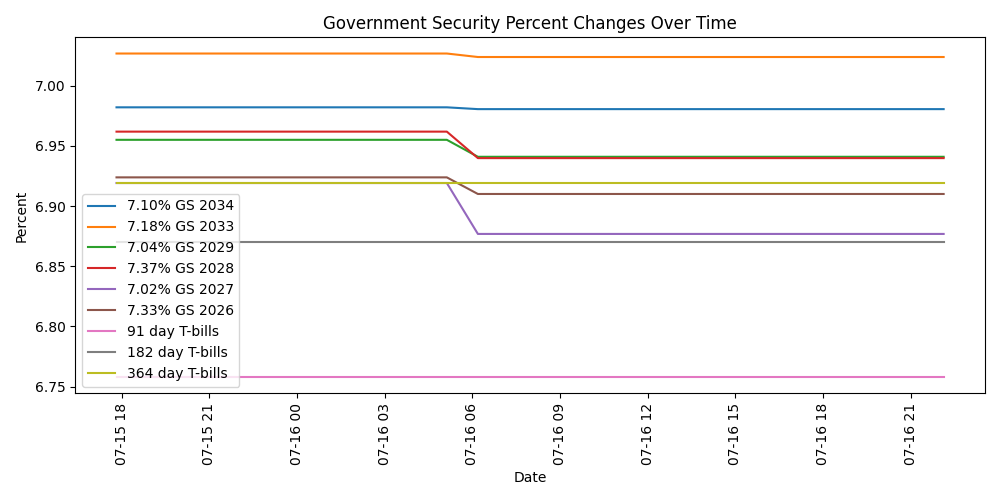 Government Security Percent Changes Over Time
Percent
7.00
6.95
6.90
6.85
6.80
6.75
7.10% GS 2034
7.18% GS 2033
7.04% GS 2029
7.37% GS 2028
7.02% GS 2027
7.33% GS 2026
91 day T-bills
182 day T-bills
364 day T-bills
07-15 18
07-15 21
07-16 00
07-16 03
07-16 06
07-16 09
07-16 12
07-16 15
07-16 18
07-16 21
Date